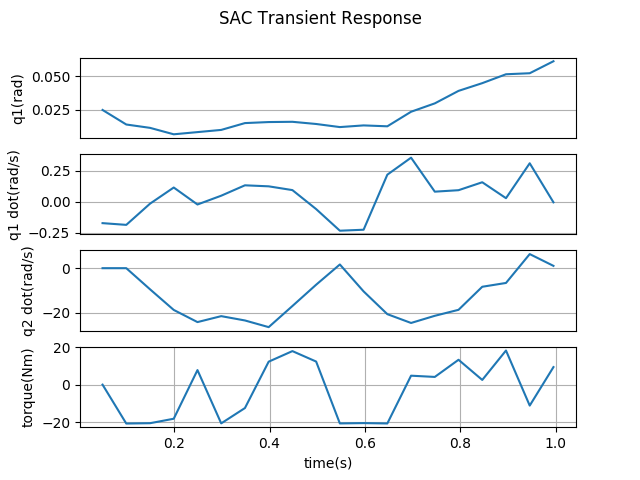 SAC Transient Response
q1(rad)
0.050
0.025
q1 dot(rad/s)
0.25
0.00
−0.25
q2 dot(rad/s)
0
−20
torque(Nm)
20
0
−20
0.2 0.4 0.6 0.8 1.0
time(s)